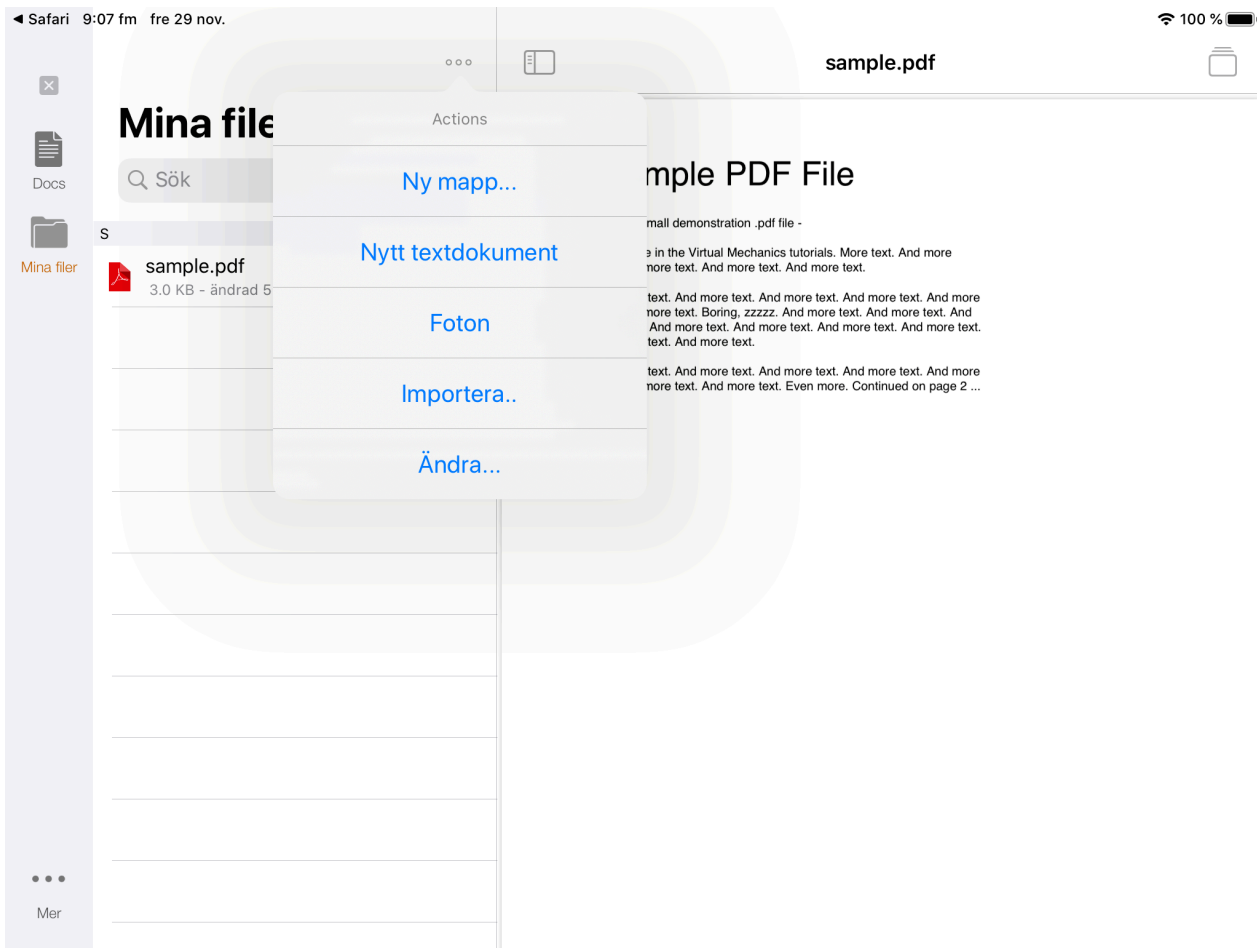 ◀ Safari 9:07 fm fre 29 nov. 100 %
sample.pdf
Mina file
Sök
S
sample.pdf
3.0 KB - ändrad 5
Docs
Mina filer
Mer
Actions
Ny mapp...
Nytt textdokument
Foton
Importera..
Ändra...
mple PDF File
mall demonstration .pdf file -
in the Virtual Mechanics tutorials. More text. And more
more text. And more text. And more text.
text. And more text. And more text. And more text. And more
more text. Boring, zzzzz. And more text. And more text. And
And more text. And more text. And more text. And more text.
text. And more text.
text. And more text. And more text. And more text. And more
more text. And more text. Even more. Continued on page 2 ...